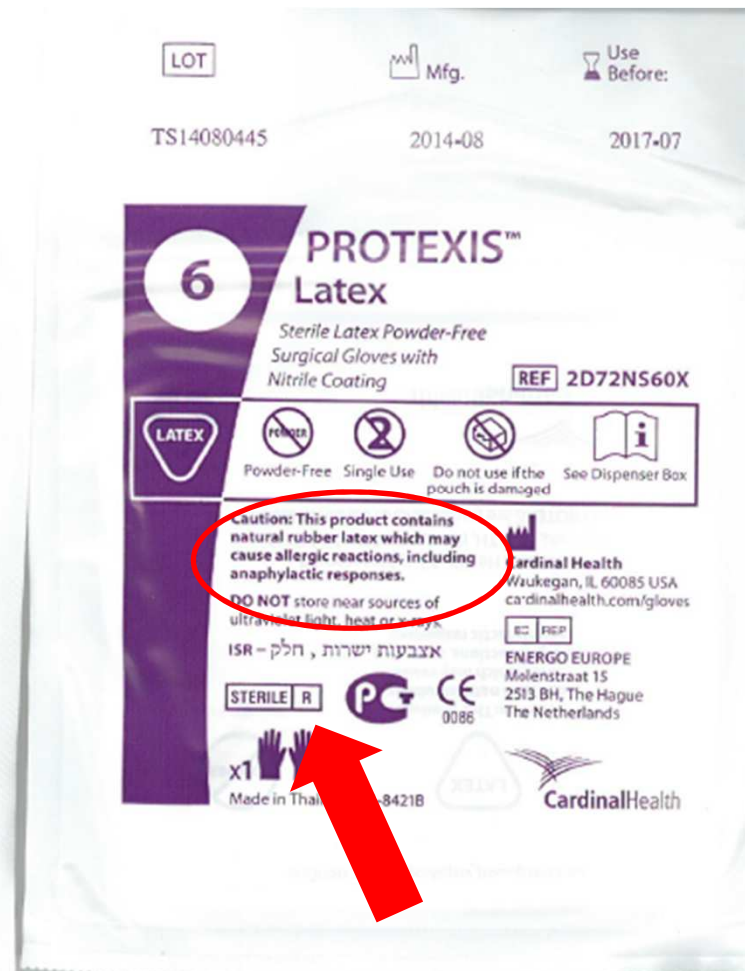 LOT
Mfg.
Use
Before:
TS14080445
2014-08
2017-07
6
PROTEXIS™
Latex
Sterile Latex Powder-Free
Surgical Gloves with
Nitrile Coating
REF 2D72NS60X
LATEX
POWDER
2
i
Powder-Free
Single Use
Do not use if the
pouch is damaged
See Dispenser Box
Caution: This product contains
natural rubber latex which may
cause allergic reactions, including
anaphylactic responses.
DO NOT store near sources of
ultraviolet light, heat or x-rays.
אצבעות ישרות , חלק – ISR
STERILE R
CE
0086
x1
Made in
-8421B
Cardinal Health
Waukegan, IL 60085 USA
cardinalhealth.com/gloves
EC REP
ENERGO EUROPE
Molenstraat 15
2513 BH, The Hague
The Netherlands
CardinalHealth